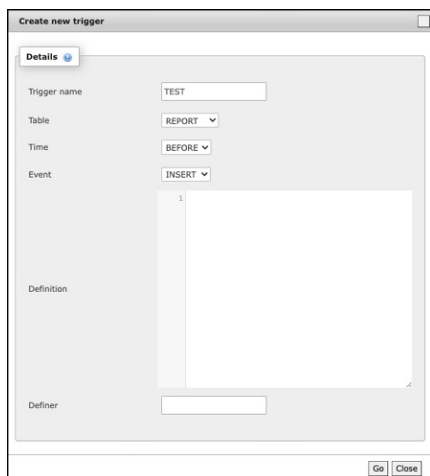 Create new trigger
Details
Trigger name TEST
Table REPORT
Time BEFORE
Event INSERT
1
Definition
Definer
Go Close